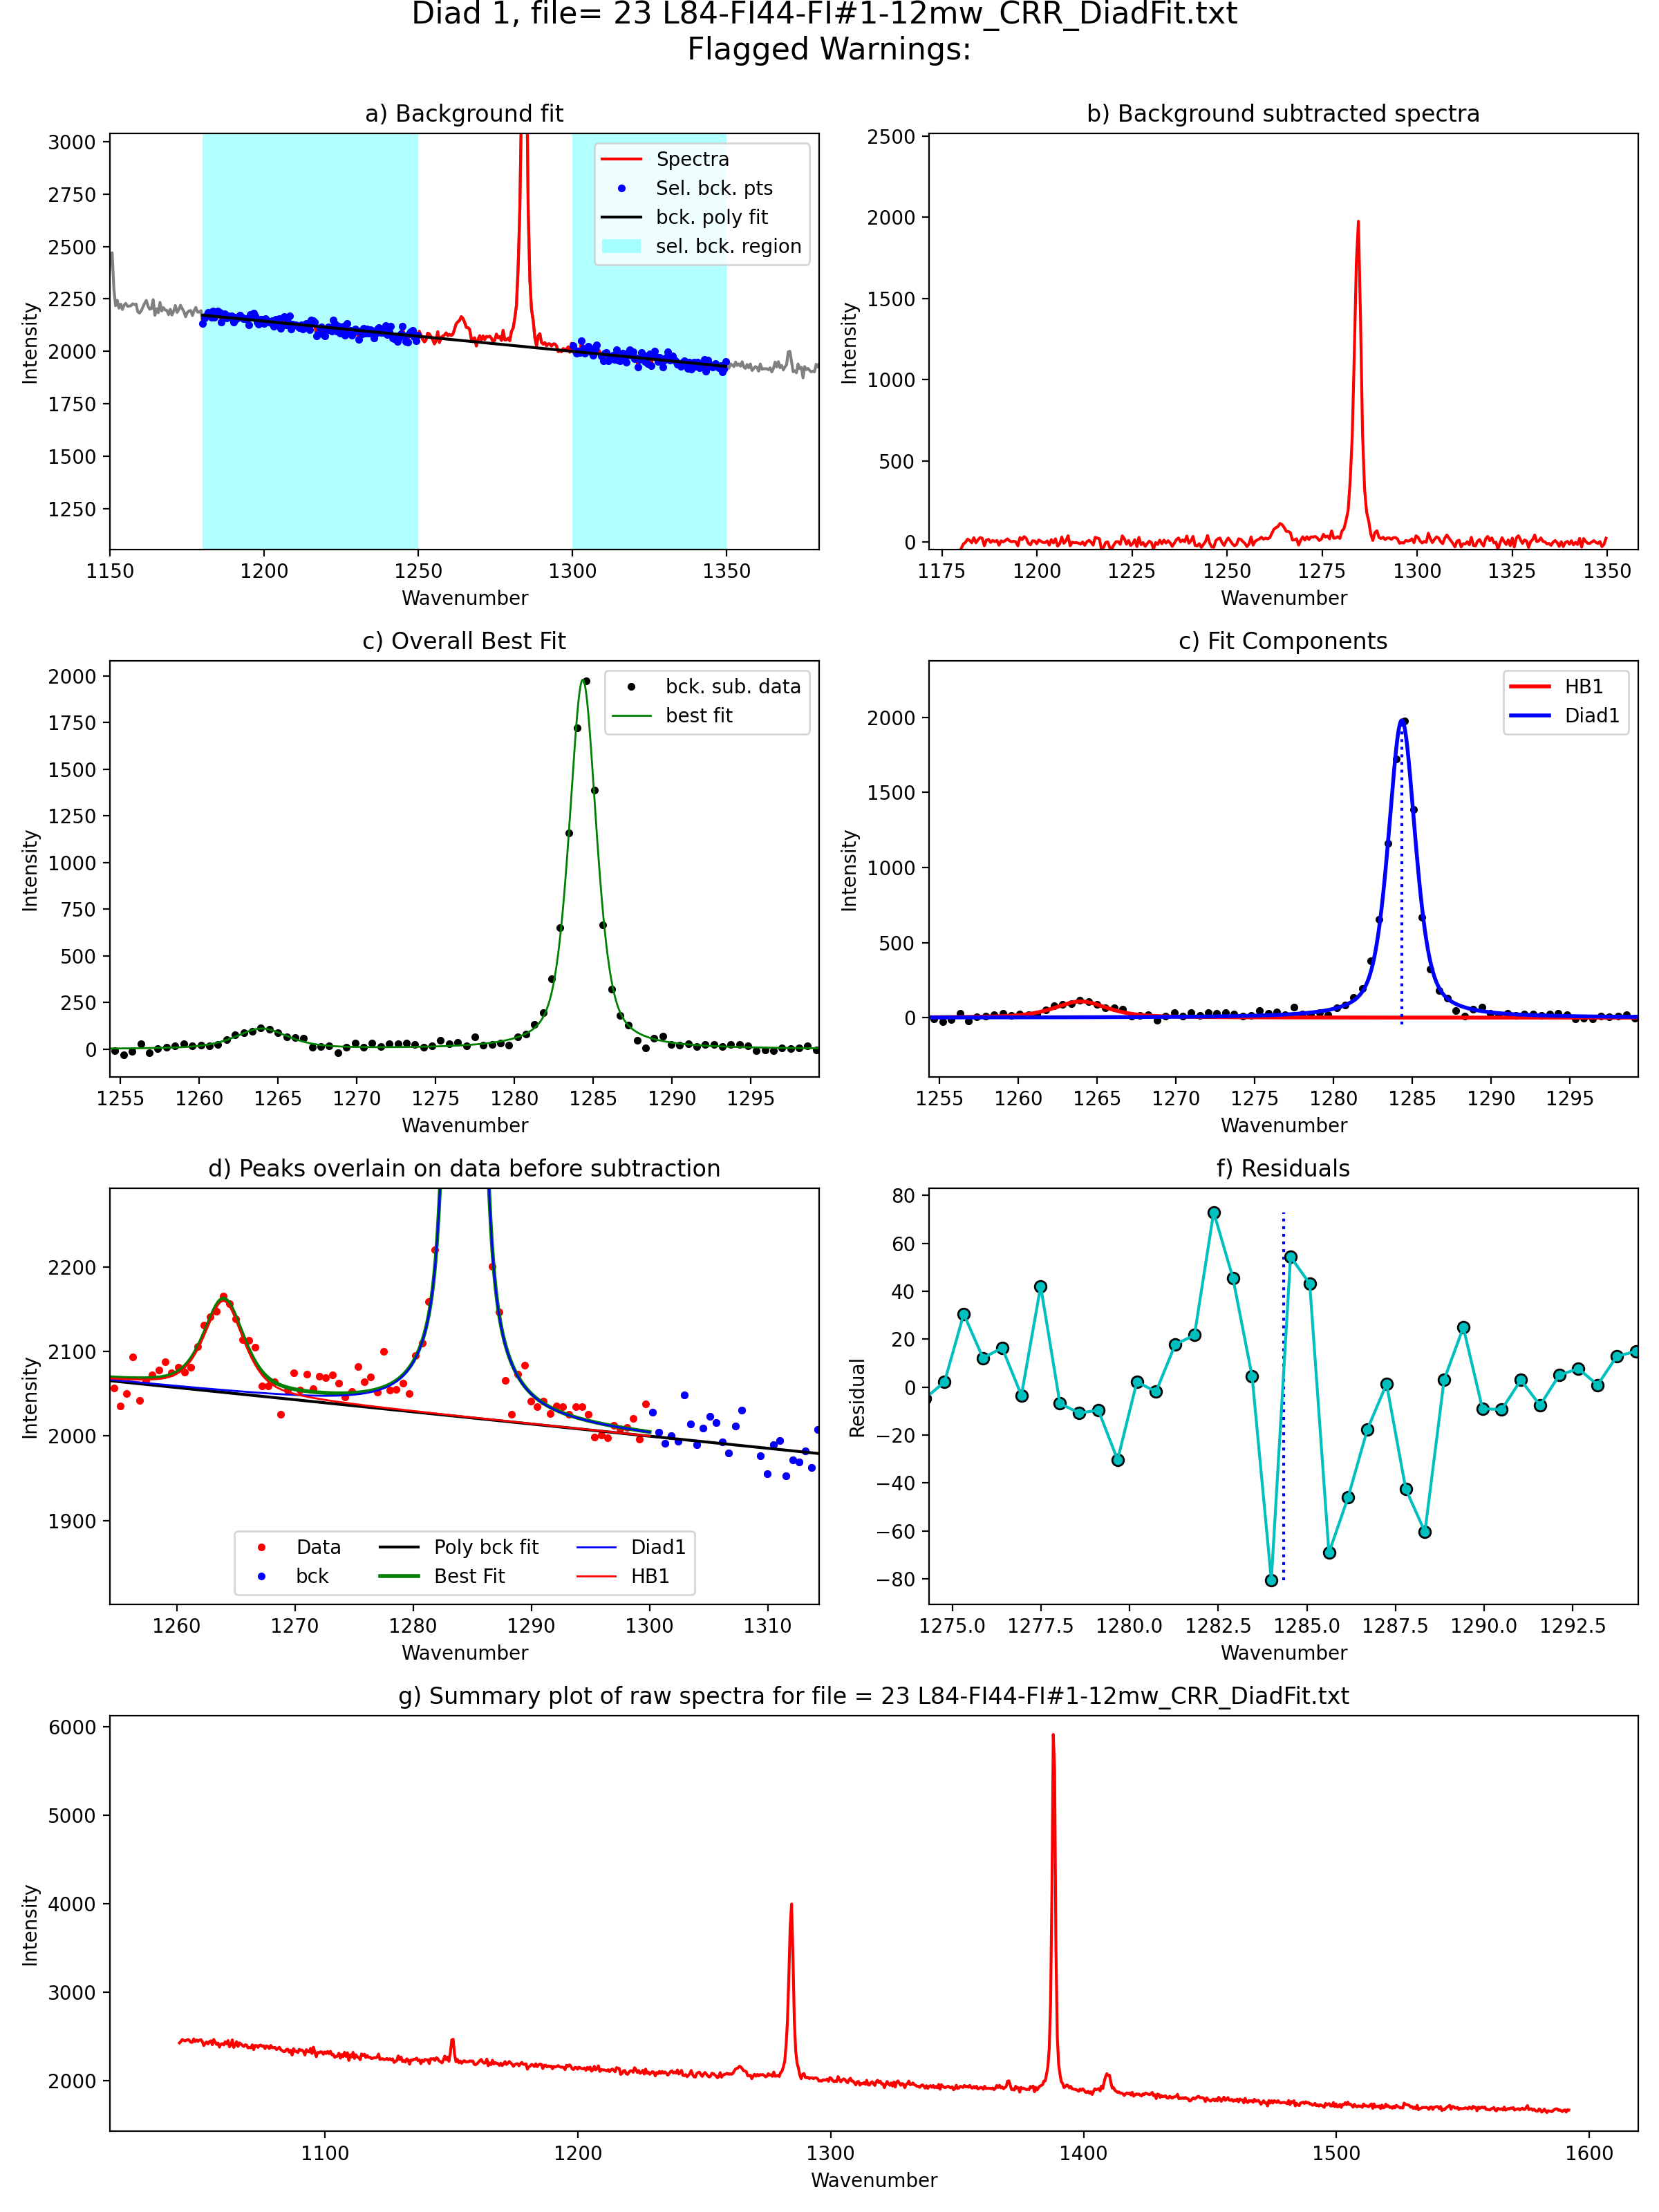 Diad 1, file= 23 L84-FI44-FI#1-12mw_CRR_DiadFit.txt
Flagged Warnings:
a) Background fit
3000
2750
2500
2250
2000
1750
1500
1250
Intensity
Spectra
Sel. bck. pts
bck. poly fit
sel. bck. region
1150 1200 1250 1300 1350
Wavenumber
b) Background subtracted spectra
2500
2000
1500
1000
500
0
Intensity
1175 1200 1225 1250 1275 1300 1325 1350
Wavenumber
c) Overall Best Fit
2000
1750
1500
1250
1000
750
500
250
0
Intensity
bck. sub. data
best fit
1255 1260 1265 1270 1275 1280 1285 1290 1295
Wavenumber
c) Fit Components
2000
1500
1000
500
0
Intensity
HB1
Diad1
1255 1260 1265 1270 1275 1280 1285 1290 1295
Wavenumber
d) Peaks overlain on data before subtraction
2200
2100
2000
1900
Intensity
Data Poly bck fit Diad1
bck Best Fit HB1
1260 1270 1280 1290 1300 1310
Wavenumber
f) Residuals
80
60
40
20
0
−20
−40
−60
−80
Residual
1275.0 1277.5 1280.0 1282.5 1285.0 1287.5 1290.0 1292.5
Wavenumber
g) Summary plot of raw spectra for file = 23 L84-FI44-FI#1-12mw_CRR_DiadFit.txt
6000
5000
4000
3000
2000
Intensity
1100 1200 1300 1400 1500 1600
Wavenumber